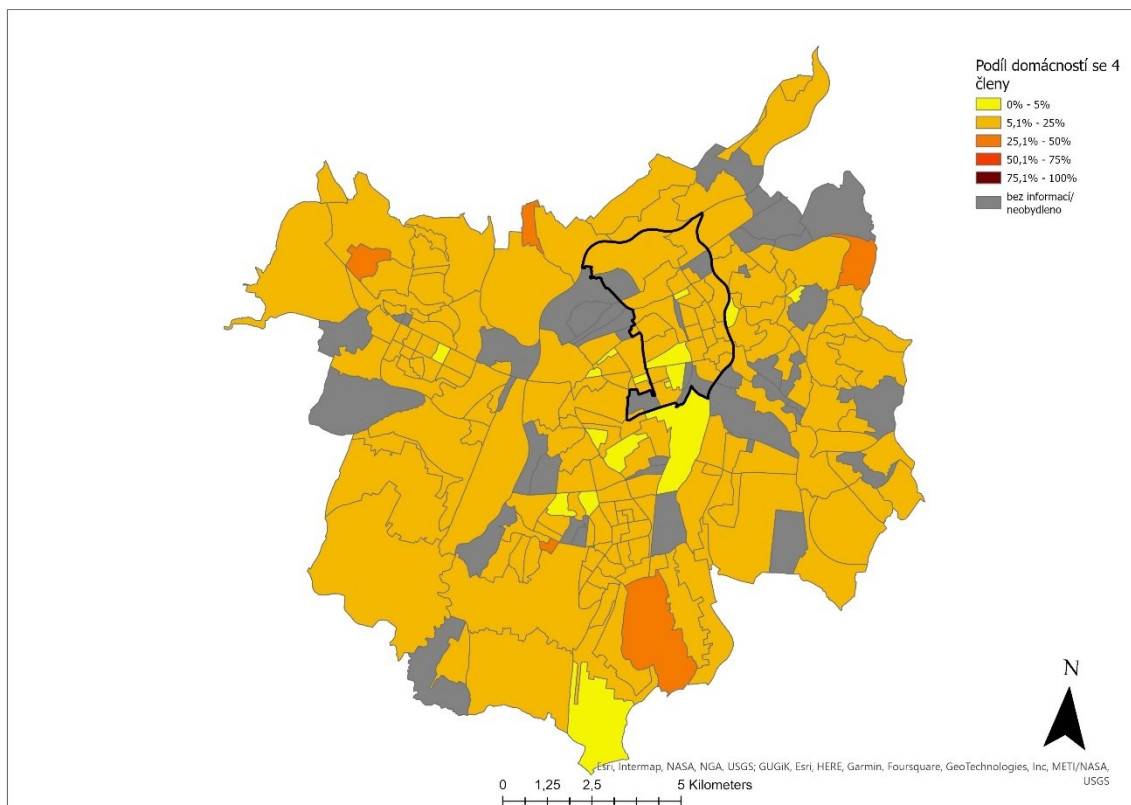 Podíl domácností se 4
členy
0% - 5%
5,1% - 25%
25,1% - 50%
50,1% - 75%
75,1% - 100%
bez informací/
neobydleno
N
Esri, Intermap, NASA, NGA, USGS; GUGiK, Esri, HERE, Garmin, Foursquare, GeoTechnologies, Inc, METI/NASA,
USGS
0 1,25 2,5 5 Kilometers